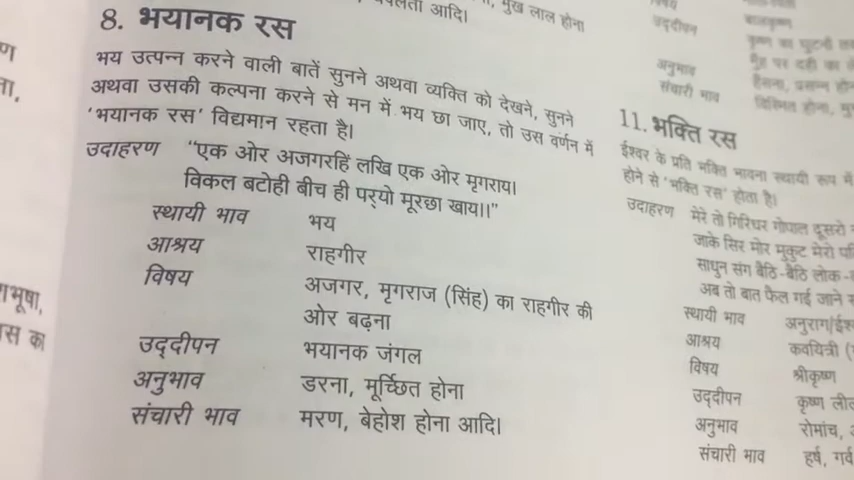 आदि। ", मुख लाल होना
8. भयानक रस
भय उत्पन्न करने वाली बातें सुनने अथवा व्यक्ति को देखने, सुनने
अथवा उसकी कल्पना करने से मन में भय छा जाए, तो उस वर्णन में
'भयानक रस' विद्यमान रहता है।
उदाहरण "एक ओर अजगरहिं लखि एक ओर मृगराय।
विकल बटोही बीच ही पर्‌यो मूरछा खाय।।"
स्थायी भाव भय
आश्रय राहगीर
विषय अजगर, मृगराज (सिंह) का राहगीर की
ओर बढ़ना
उद्‌दीपन भयानक जंगल
अनुभाव डरना, मूर्च्छित होना
संचारी भाव मरण, बेहोश होना आदि।
उद्‌दीपन
अनुभाव
संचारी भाव
11. भक्ति रस
ईश्वर के प्रति भक्ति भावना स्थायी रूप में
होने से 'भक्ति रस' होता है।
उदाहरण मेरे तो गिरिधर गोपाल दूसरो
जाके सिर मोर मुकुट मेरो
साधुन संग बैठि-बैठि लोक
अब तो बात फैल गई जाने
स्थायी भाव अनुराग
आश्रय कवयित्री
विषय श्रीकृष्ण
उद्‌दीपन कृष्ण
अनुभाव रोमांच,
संचारी भाव हर्ष, गर्व